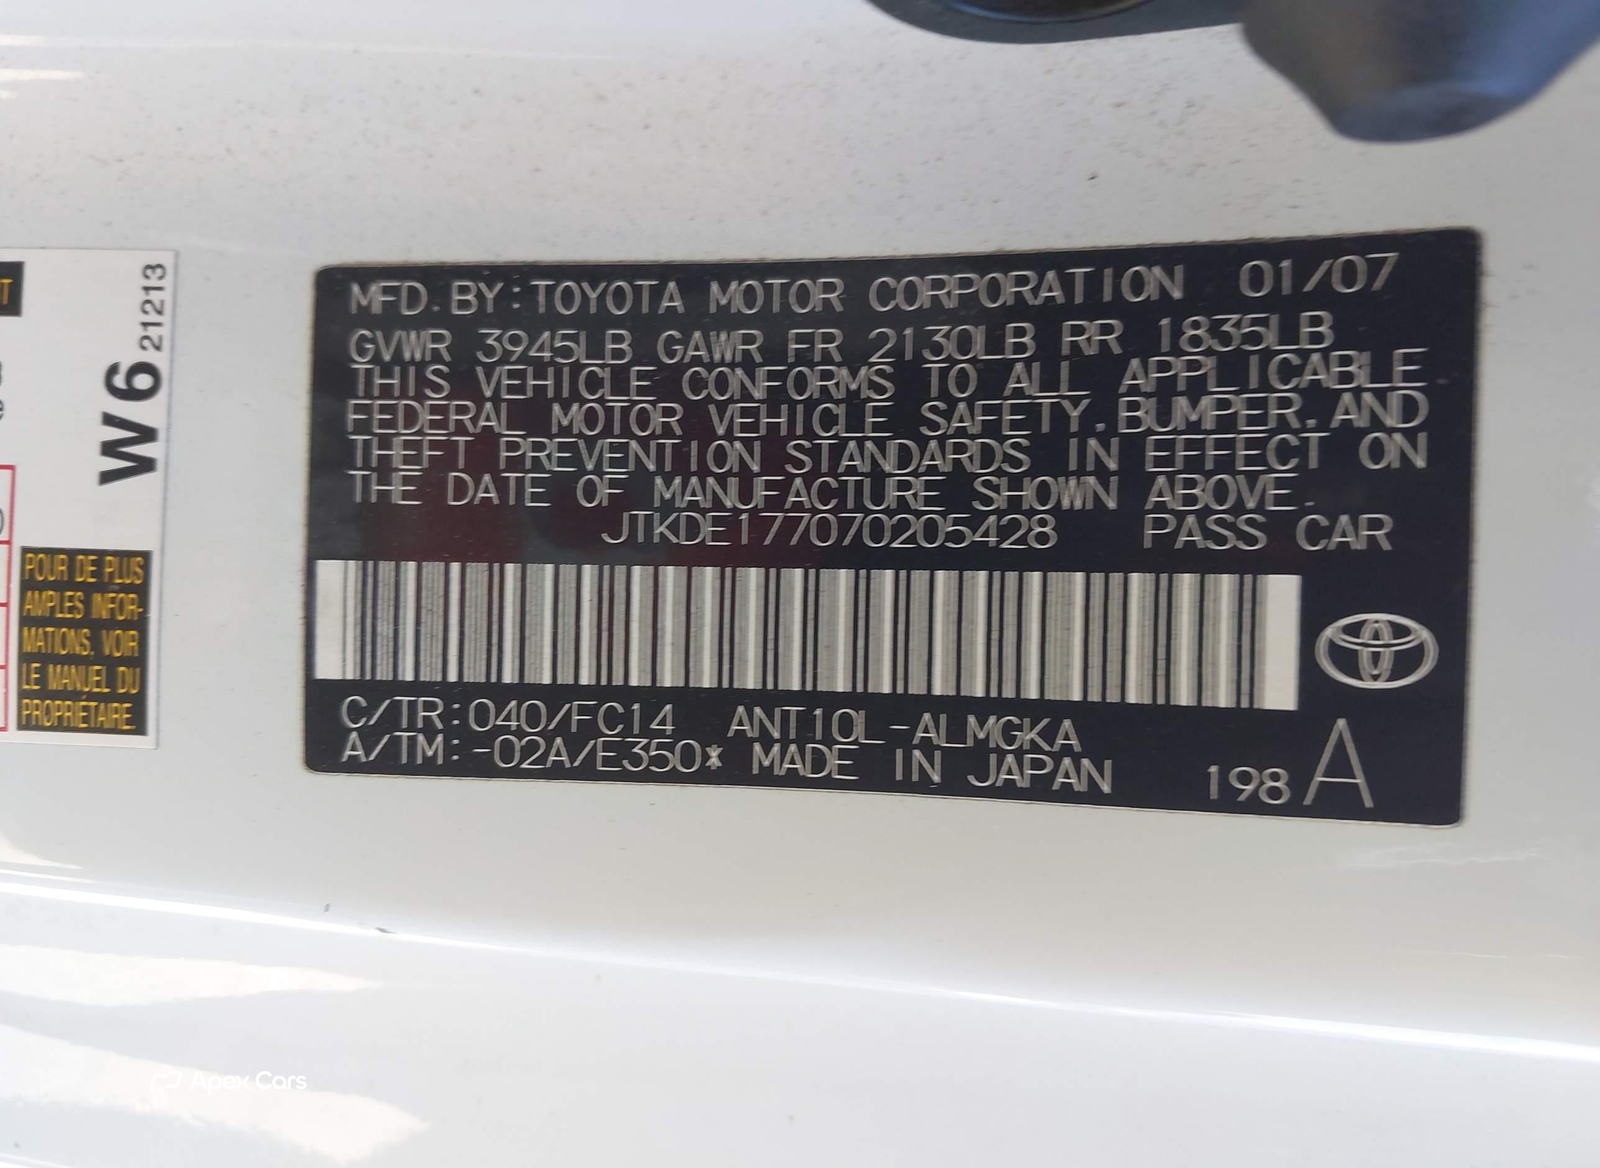 MFD. BY: TOYOTA MOTOR CORPORATION 01/07
GVWR 3945LB GAWR FR 2130LB RR 1835LB
THIS VEHICLE CONFORMS TO ALL APPLICABLE
FEDERAL MOTOR VEHICLE SAFETY, BUMPER, AND
THEFT PREVENTION STANDARDS IN EFFECT ON
THE DATE OF MANUFACTURE SHOWN ABOVE.
JTKDE177070205428 PASS CAR
C/TR: 040/FC14 ANT10L-ALMGKA
A/TM: -02A/E350* MADE IN JAPAN
198 A
W6 21213
POUR DE PLUS
AMPLES INFOR-
MATIONS, VOIR
LE MANUEL DU
PROPRIÉTAIRE.
Apex Cars